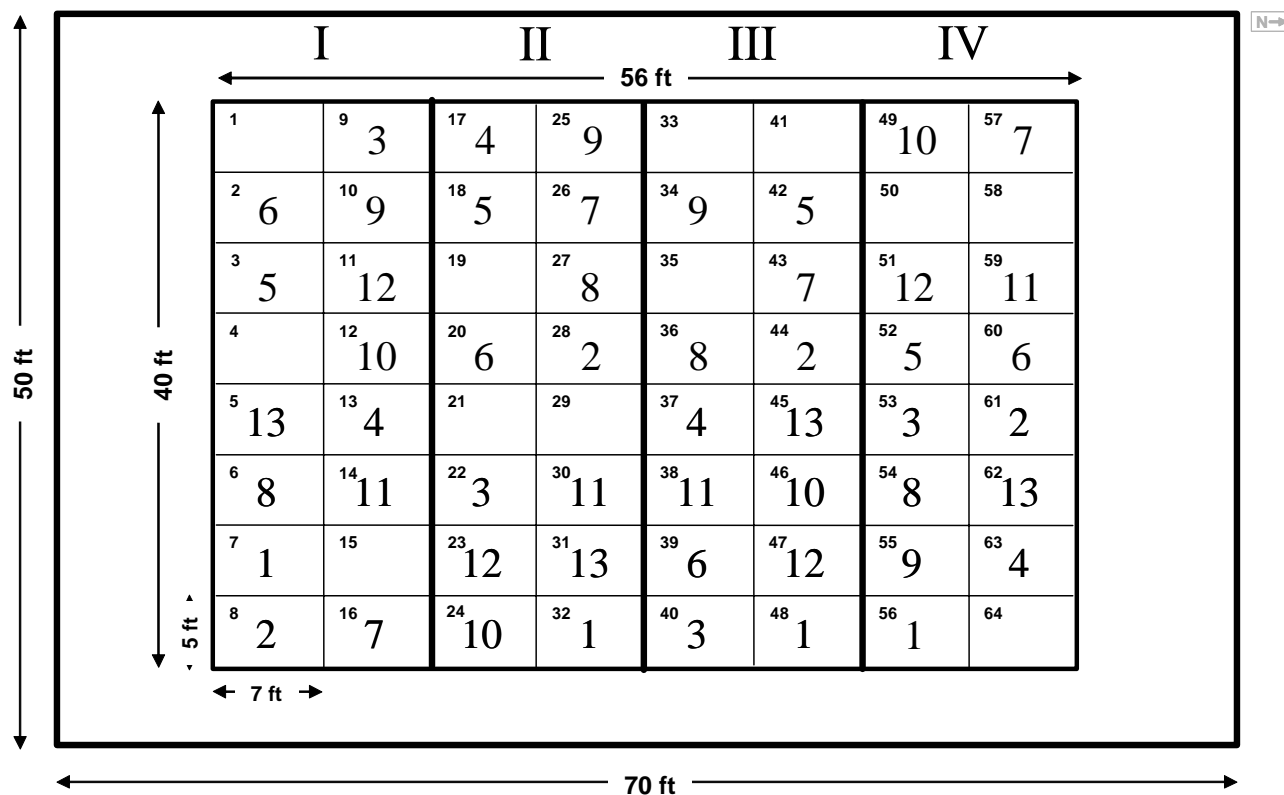 I II III IV
N
56 ft
1 9 3 17 4 25 9 33 41 49 10 57 7
2 6 10 9 18 5 26 7 34 9 42 5 50 58
3 5 11 12 19 27 8 35 43 7 51 12 59 11
4 12 10 20 6 28 2 36 8 44 2 52 5 60 6
50 ft
40 ft
5 13 13 4 21 29 37 4 45 13 53 3 61 2
6 8 14 11 22 3 30 11 38 11 46 10 54 8 62 13
7 1 15 23 12 31 13 39 6 47 12 55 9 63 4
5 ft
8 2 16 7 24 10 32 1 40 3 48 1 56 1 64
7 ft
70 ft